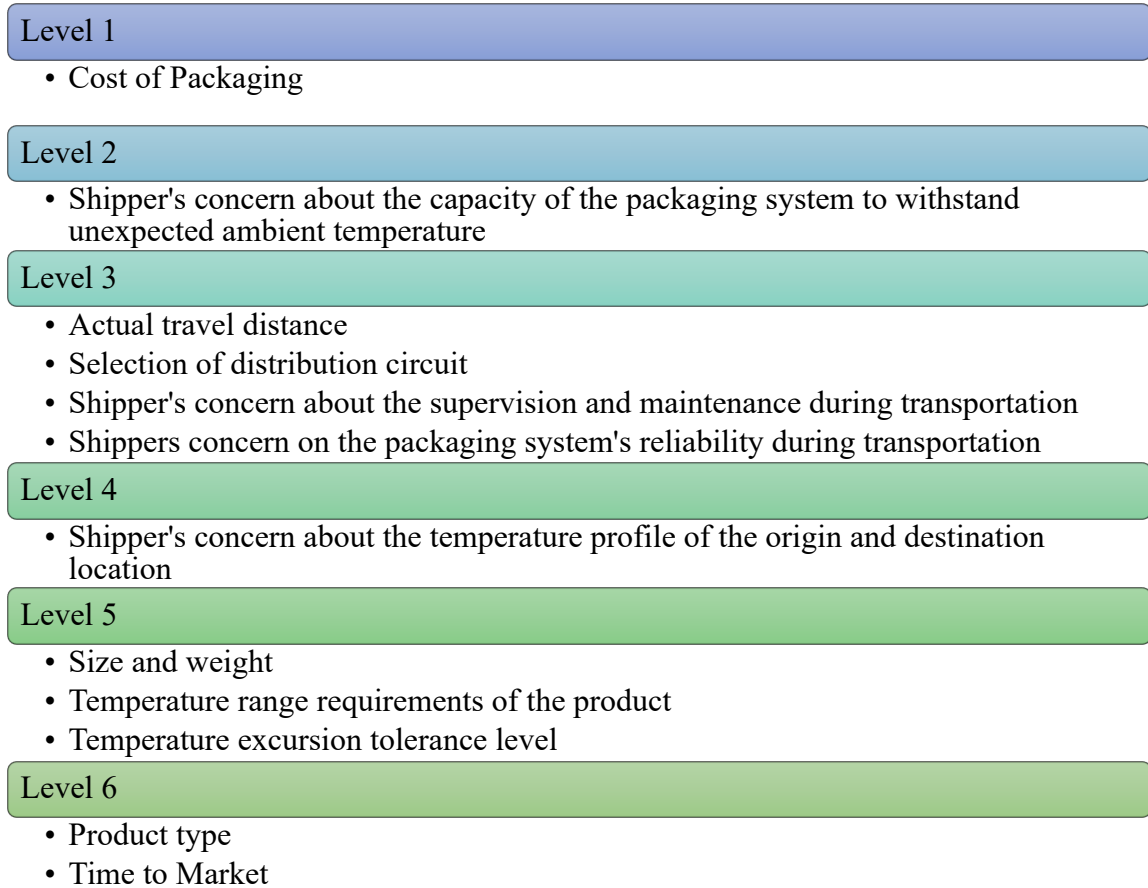 Level 1
• Cost of Packaging
Level 2
• Shipper's concern about the capacity of the packaging system to withstand
unexpected ambient temperature
Level 3
• Actual travel distance
• Selection of distribution circuit
• Shipper's concern about the supervision and maintenance during transportation
• Shippers concern on the packaging system's reliability during transportation
Level 4
• Shipper's concern about the temperature profile of the origin and destination
location
Level 5
• Size and weight
• Temperature range requirements of the product
• Temperature excursion tolerance level
Level 6
• Product type
• Time to Market